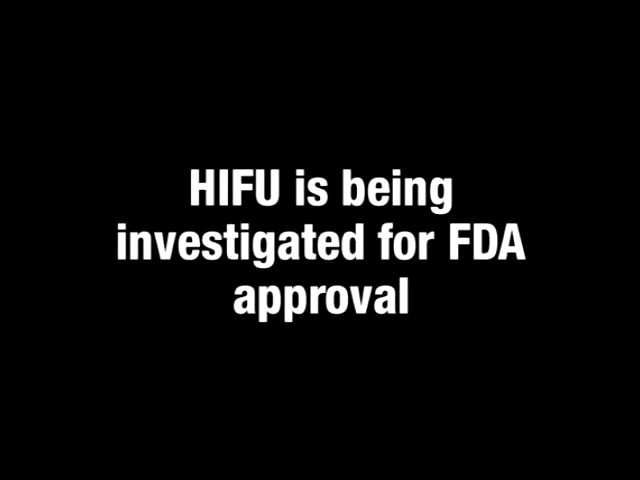 HIFU is being
investigated for FDA
approval